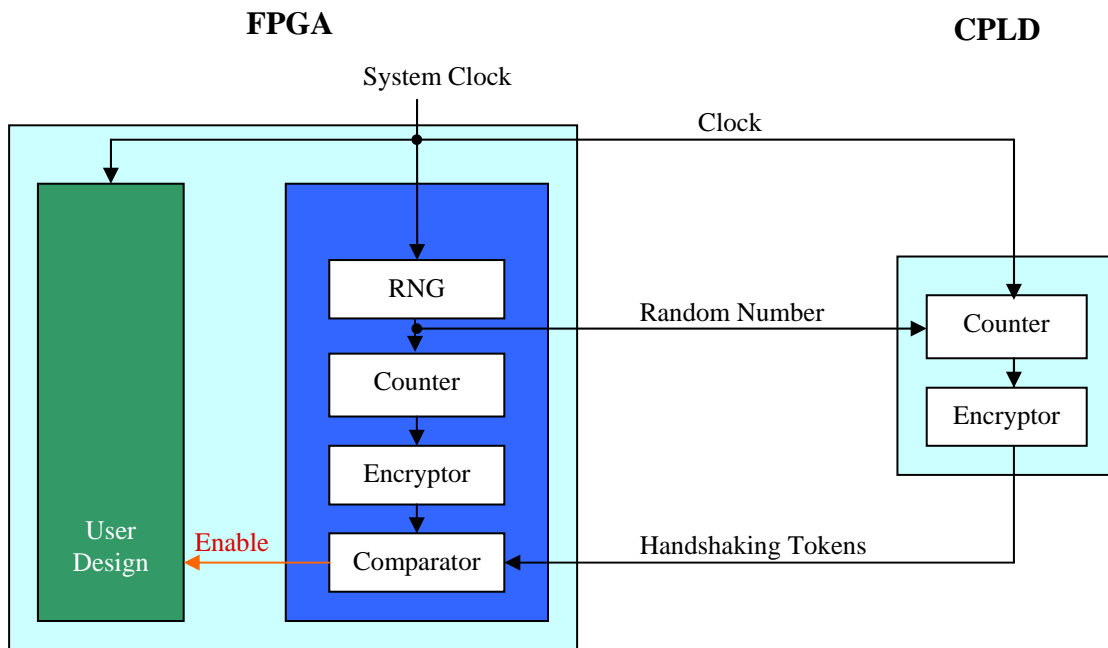 FPGA
CPLD
System Clock
Clock
RNG
Random Number
Counter
Counter
Encryptor
Encryptor
User
Design
Enable
Comparator
Handshaking Tokens